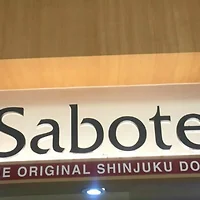 Sabote
E ORIGINAL SHINJUKU DO